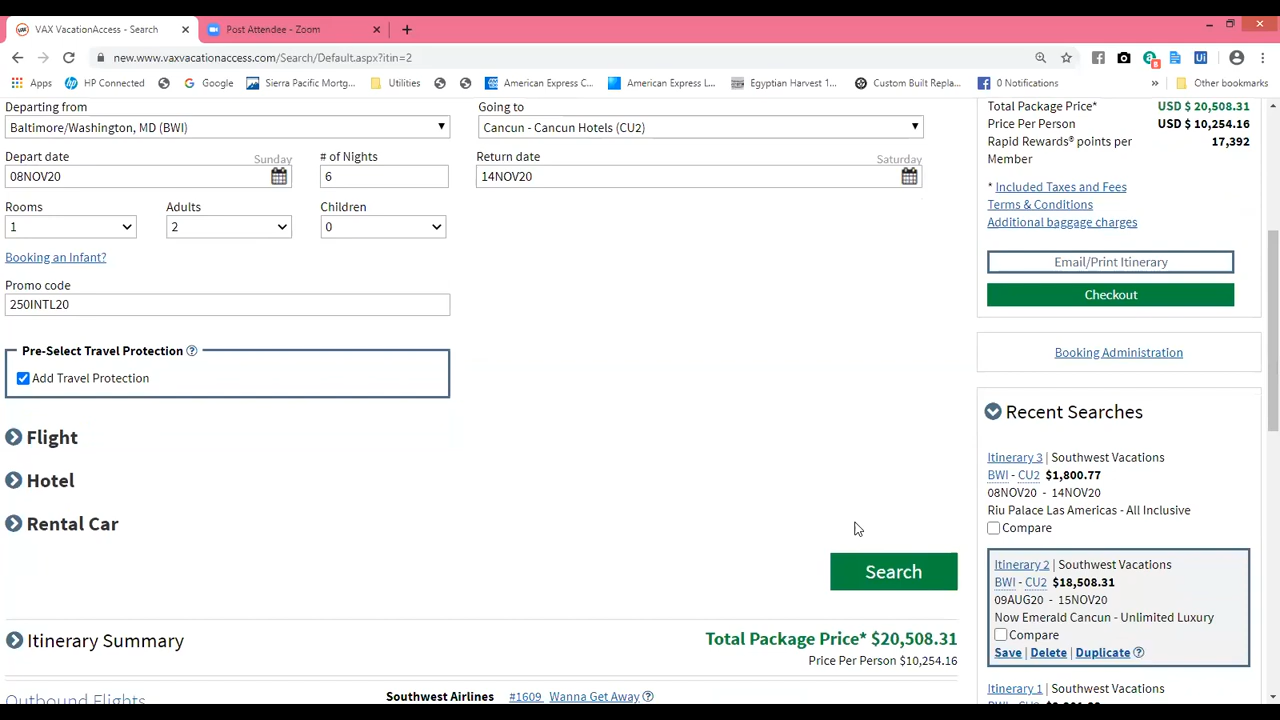 VAX VacationAccess - Search
Post Attendee - Zoom
new.www.vaxvacationaccess.com/Search/Default.aspx?itin=2
Apps
HP Connected
Google
Sierra Pacific Mortg...
Utilities
American Express C...
American Express L...
Egyptian Harvest 1...
Custom Built Repla...
0 Notifications
»
Other bookmarks
Departing from
Going to
Baltimore/Washington, MD (BWI)
Cancun - Cancun Hotels (CU2)
Depart date
Sunday
# of Nights
Return date
Saturday
08NOV20
6
14NOV20
Rooms
Adults
Children
1
2
0
Booking an Infant?
Promo code
250INTL20
Pre-Select Travel Protection ?
Add Travel Protection
Flight
Hotel
Rental Car
Search
Itinerary Summary
Total Package Price* $20,508.31
Price Per Person $10,254.16
Outbound Flights
Southwest Airlines #1609 Wanna Get Away ?
Total Package Price* USD $ 20,508.31
Price Per Person USD $ 10,254.16
Rapid Rewards® points per 17,392
Member
* Included Taxes and Fees
Terms & Conditions
Additional baggage charges
Email/Print Itinerary
Checkout
Booking Administration
Recent Searches
Itinerary 3 | Southwest Vacations
BWI - CU2 $1,800.77
08NOV20 - 14NOV20
Riu Palace Las Americas - All Inclusive
Compare
Itinerary 2 | Southwest Vacations
BWI - CU2 $18,508.31
09AUG20 - 15NOV20
Now Emerald Cancun - Unlimited Luxury
Compare
Save | Delete | Duplicate ?
Itinerary 1 | Southwest Vacations